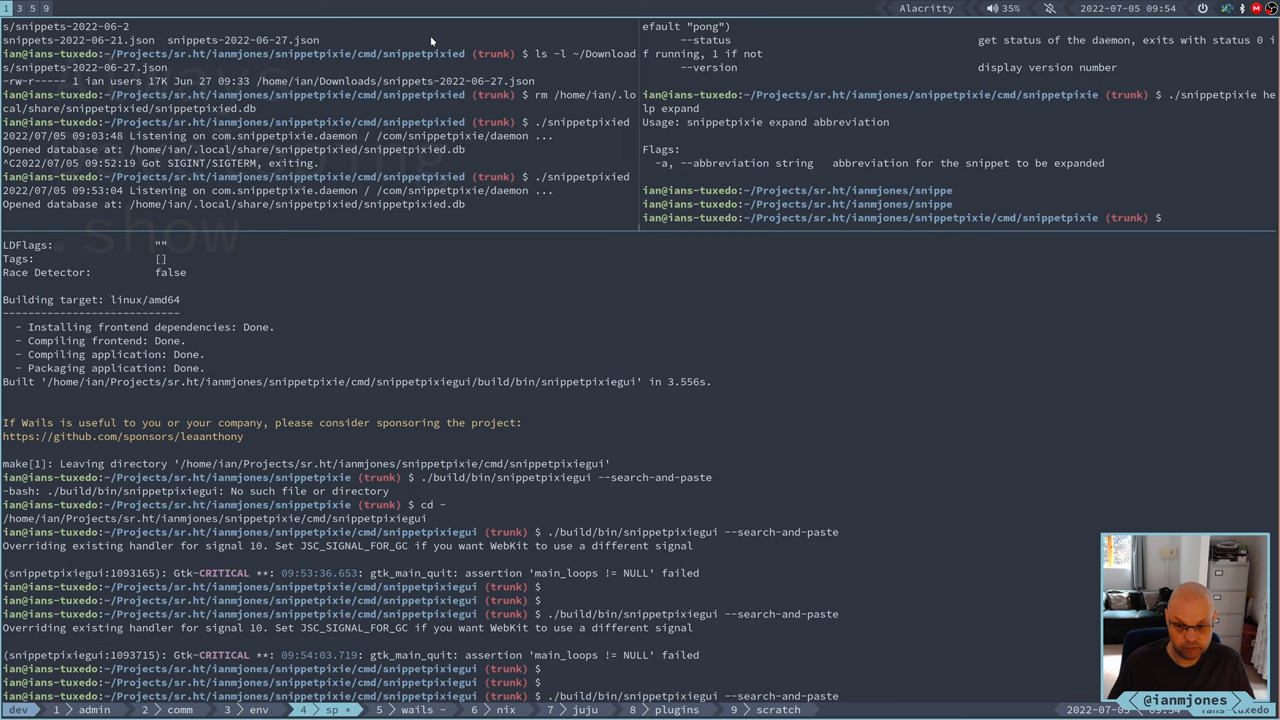 1 3 5 9
Alacritty 35% 2022-07-05 09:54
s/snippets-2022-06-2
snippets-2022-06-21.json snippets-2022-06-27.json
ian@ians-tuxedo:~/Projects/sr.ht/ianmjones/snippetpixie/cmd/snippetpixied (trunk) $ ls -l ~/Download
s/snippets-2022-06-27.json
-rw-r----- 1 ian users 17K Jun 27 09:33 /home/ian/Downloads/snippets-2022-06-27.json
ian@ians-tuxedo:~/Projects/sr.ht/ianmjones/snippetpixie/cmd/snippetpixied (trunk) $ rm /home/ian/.lo
cal/share/snippetpixied/snippetpixied.db
ian@ians-tuxedo:~/Projects/sr.ht/ianmjones/snippetpixie/cmd/snippetpixied (trunk) $ ./snippetpixied
2022/07/05 09:03:48 Listening on com.snippetpixie.daemon / /com/snippetpixie/daemon ...
Opened database at: /home/ian/.local/share/snippetpixied/snippetpixied.db
^C2022/07/05 09:52:19 Got SIGINT/SIGTERM, exiting.
ian@ians-tuxedo:~/Projects/sr.ht/ianmjones/snippetpixie/cmd/snippetpixied (trunk) $ ./snippetpixied
2022/07/05 09:53:04 Listening on com.snippetpixie.daemon / /com/snippetpixie/daemon ...
Opened database at: /home/ian/.local/share/snippetpixied/snippetpixied.db
. show
efault "pong")
--status get status of the daemon, exits with status 0 i
f running, 1 if not
--version display version number
ian@ians-tuxedo:~/Projects/sr.ht/ianmjones/snippetpixie/cmd/snippetpixie (trunk) $ ./snippetpixie he
lp expand
Usage: snippetpixie expand abbreviation
Flags:
-a, --abbreviation string abbreviation for the snippet to be expanded
ian@ians-tuxedo:~/Projects/sr.ht/ianmjones/snippe
ian@ians-tuxedo:~/Projects/sr.ht/ianmjones/snippe
ian@ians-tuxedo:~/Projects/sr.ht/ianmjones/snippetpixie/cmd/snippetpixie (trunk) $
LDFlags: ""
Tags: []
Race Detector: false
Building target: linux/amd64
----------------------------
- Installing frontend dependencies: Done.
- Compiling frontend: Done.
- Compiling application: Done.
- Packaging application: Done.
Built '/home/ian/Projects/sr.ht/ianmjones/snippetpixie/cmd/snippetpixiegui/build/bin/snippetpixiegui' in 3.556s.
If Wails is useful to you or your company, please consider sponsoring the project:
https://github.com/sponsors/leaanthony
make[1]: Leaving directory '/home/ian/Projects/sr.ht/ianmjones/snippetpixie/cmd/snippetpixiegui'
ian@ians-tuxedo:~/Projects/sr.ht/ianmjones/snippetpixie (trunk) $ ./build/bin/snippetpixiegui --search-and-paste
-bash: ./build/bin/snippetpixiegui: No such file or directory
ian@ians-tuxedo:~/Projects/sr.ht/ianmjones/snippetpixie (trunk) $ cd -
/home/ian/Projects/sr.ht/ianmjones/snippetpixie/cmd/snippetpixiegui
ian@ians-tuxedo:~/Projects/sr.ht/ianmjones/snippetpixie/cmd/snippetpixiegui (trunk) $ ./build/bin/snippetpixiegui --search-and-paste
Overriding existing handler for signal 10. Set JSC_SIGNAL_FOR_GC if you want WebKit to use a different signal
(snippetpixiegui:1093165): Gtk-CRITICAL **: 09:53:36.653: gtk_main_quit: assertion 'main_loops != NULL' failed
ian@ians-tuxedo:~/Projects/sr.ht/ianmjones/snippetpixie/cmd/snippetpixiegui (trunk) $
ian@ians-tuxedo:~/Projects/sr.ht/ianmjones/snippetpixie/cmd/snippetpixiegui (trunk) $
ian@ians-tuxedo:~/Projects/sr.ht/ianmjones/snippetpixie/cmd/snippetpixiegui (trunk) $ ./build/bin/snippetpixiegui --search-and-paste
Overriding existing handler for signal 10. Set JSC_SIGNAL_FOR_GC if you want WebKit to use a different signal
(snippetpixiegui:1093715): Gtk-CRITICAL **: 09:54:03.719: gtk_main_quit: assertion 'main_loops != NULL' failed
ian@ians-tuxedo:~/Projects/sr.ht/ianmjones/snippetpixie/cmd/snippetpixiegui (trunk) $
ian@ians-tuxedo:~/Projects/sr.ht/ianmjones/snippetpixie/cmd/snippetpixiegui (trunk) $ ./build/bin/snippetpixiegui --search-and-paste
@ianmjones
dev 1 admin 2 comm 3 env 4 sp * 5 wails - 6 nix 7 juju 8 plugins 9 scratch